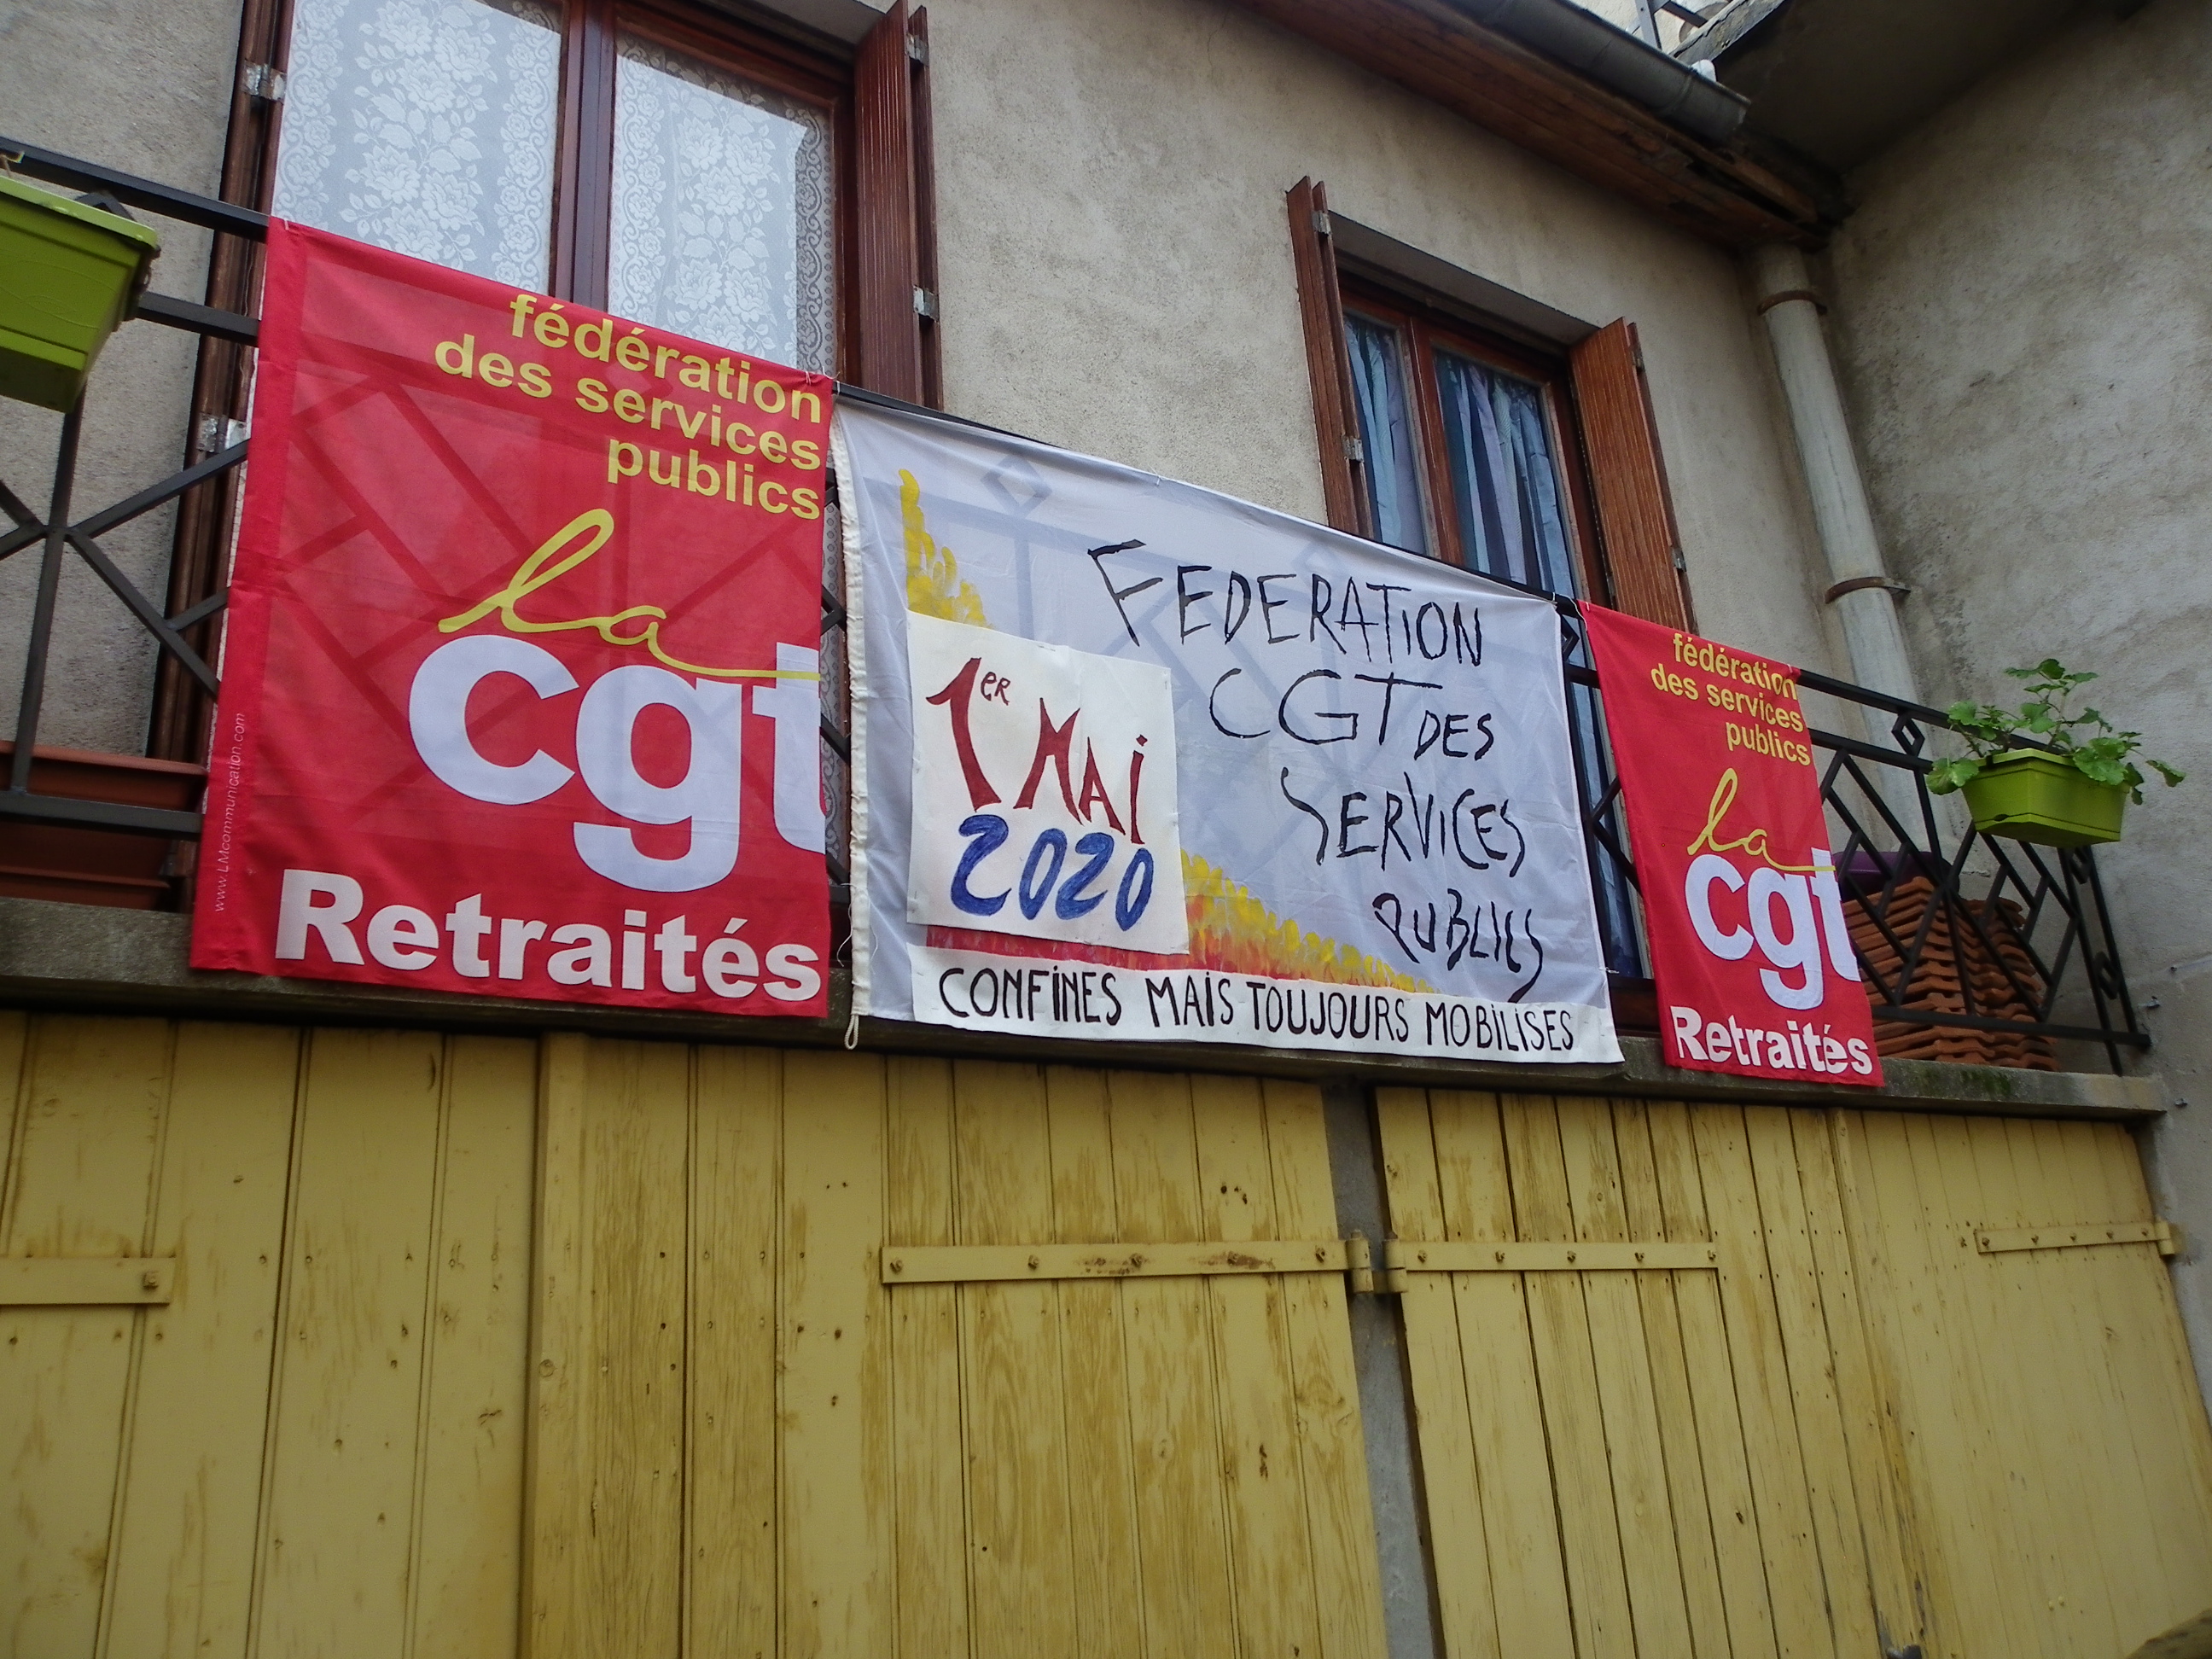 fédération
des services
publics
la
cgt
Retraités
www.LMcommunication.com
FEDERATION
CGT DES
SERVICES
PUBLICS
1ER
MAI
2020
CONFINES MAIS TOUJOURS MOBILISES
fédération
des services
publics
la
cgt
Retraités